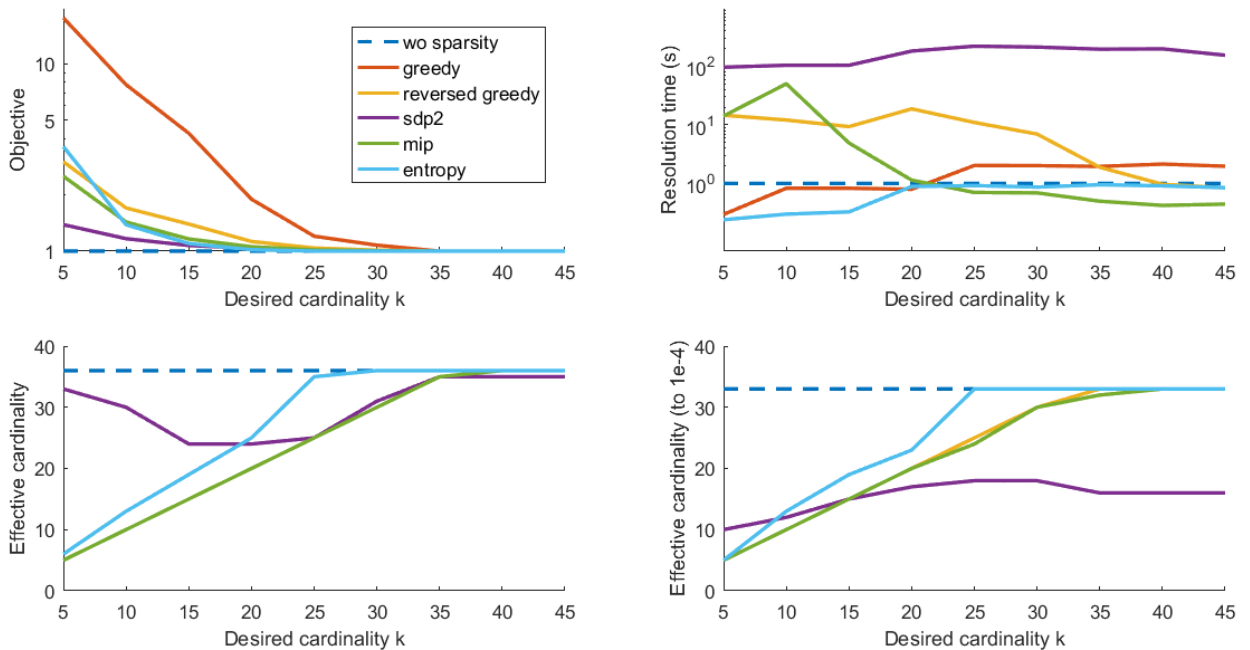 10
5
1
Objective
5 10 15 20 25 30 35 40 45
Desired cardinality k
wo sparsity
greedy
reversed greedy
sdp2
mip
entropy
10^2
10^1
10^0
Resolution time (s)
5 10 15 20 25 30 35 40 45
Desired cardinality k
40
30
20
10
0
Effective cardinality
5 10 15 20 25 30 35 40 45
Desired cardinality k
40
30
20
10
0
Effective cardinality (to 1e-4)
5 10 15 20 25 30 35 40 45
Desired cardinality k